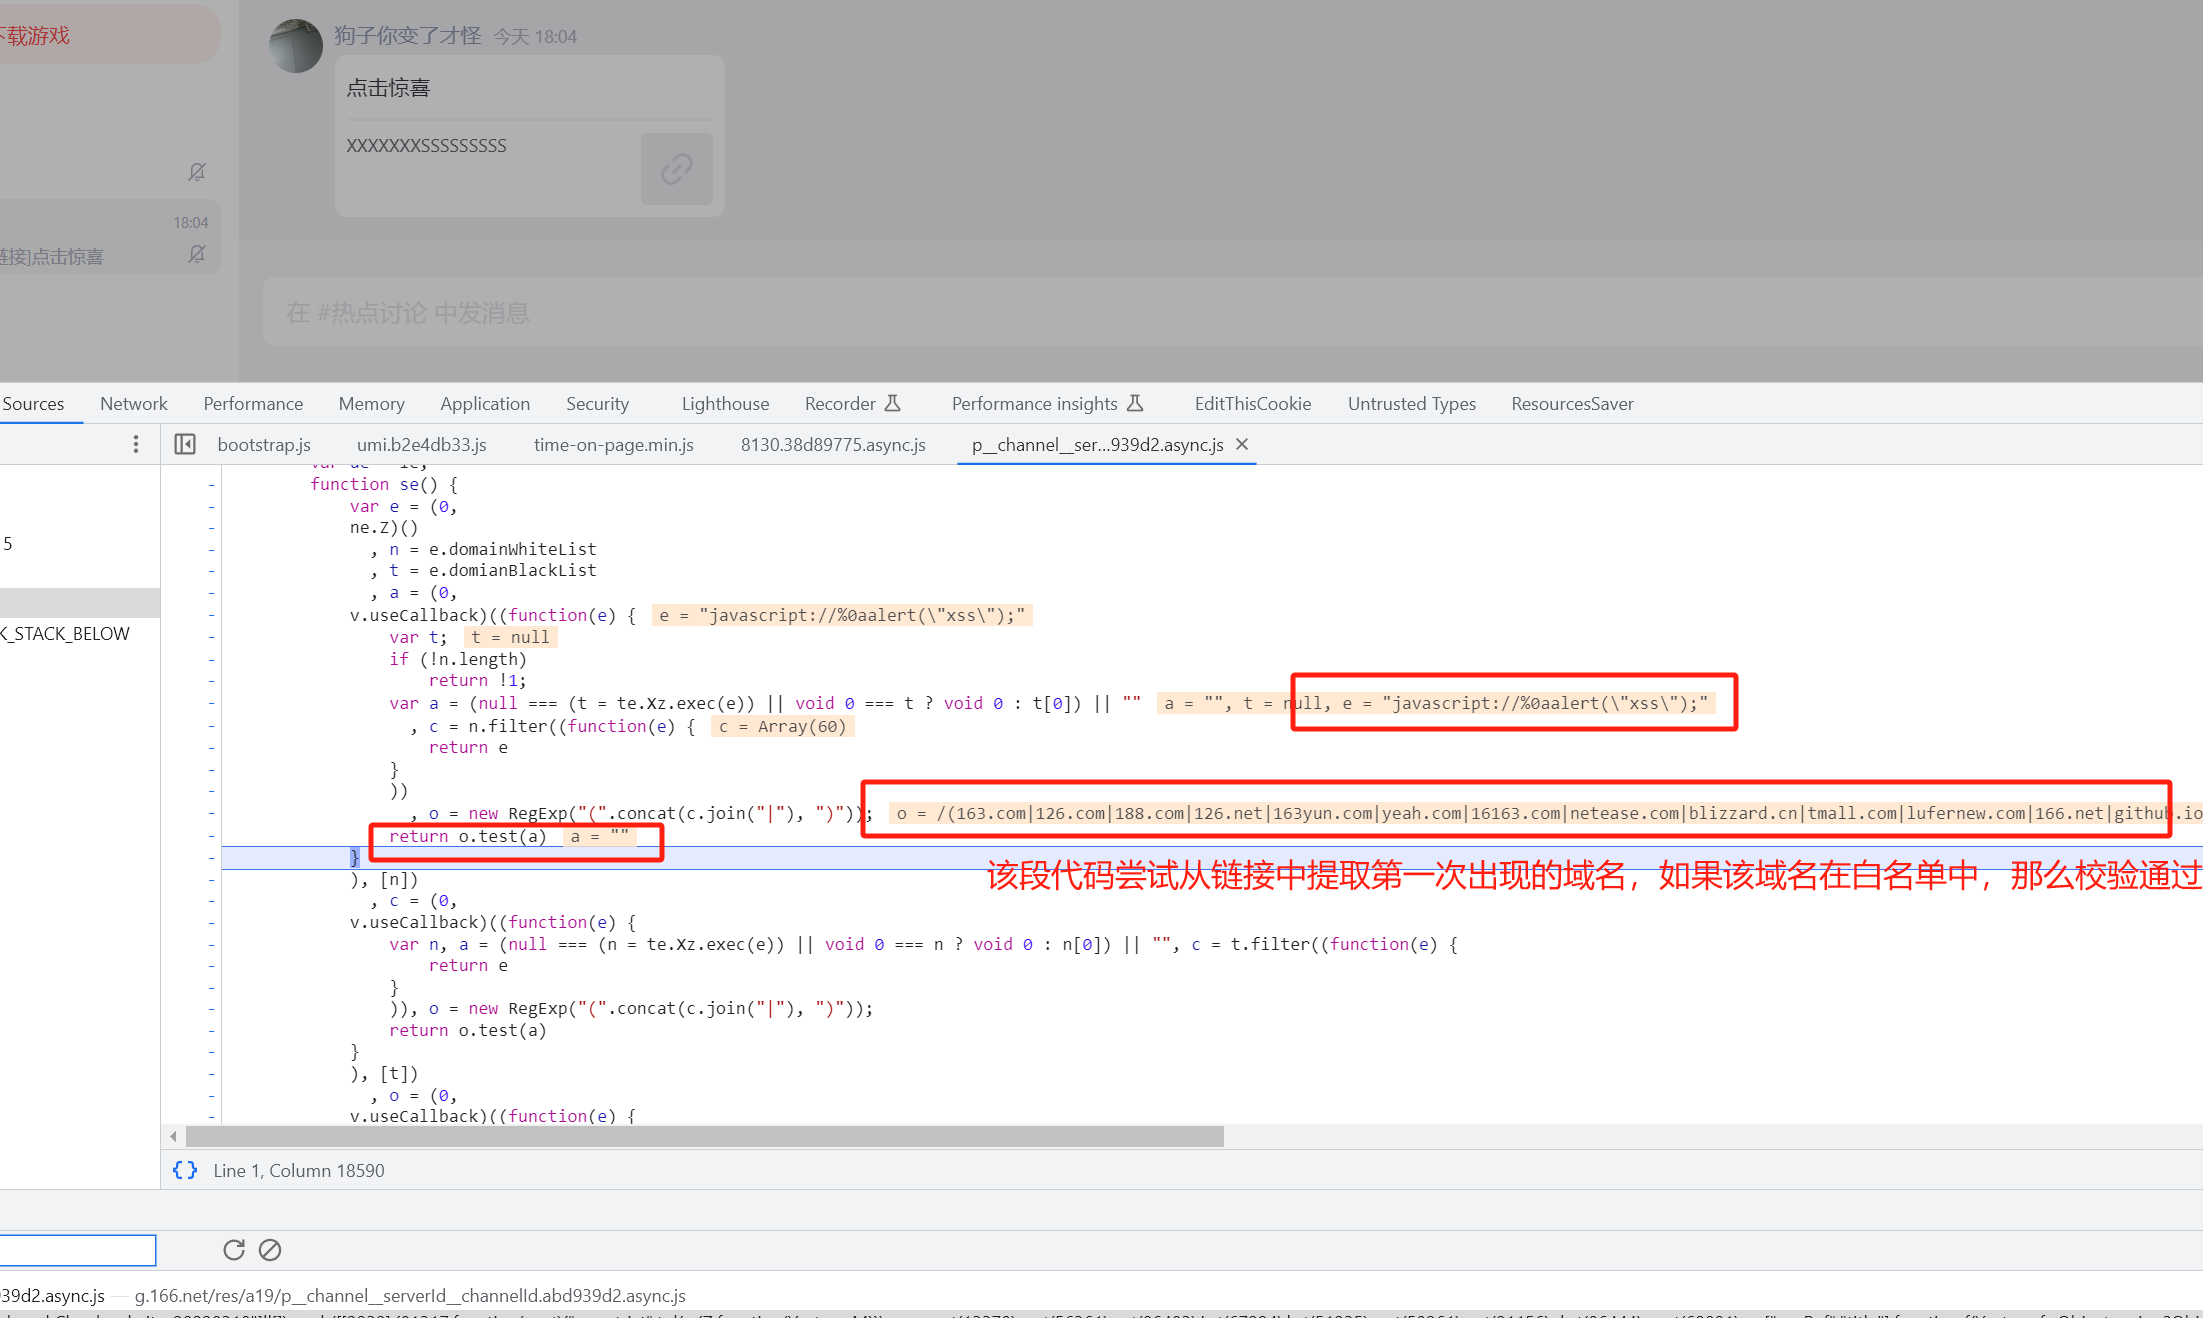 下载游戏
狗子你变了才怪 今天 18:04
点击惊喜
XXXXXXXSSSSSSSSS
18:04
链接]点击惊喜
在 #热点讨论 中发消息
Sources Network Performance Memory Application Security Lighthouse Recorder Performance insights EditThisCookie Untrusted Types ResourcesSaver
bootstrap.js umi.b2e4db33.js time-on-page.min.js 8130.38d89775.async.js p__channel__ser...939d2.async.js
function se() {
var e = (0,
ne.Z)()
, n = e.domainWhiteList
, t = e.domianBlackList
, a = (0,
v.useCallback)((function(e) { e = "javascript://%0aalert(\"xss\");"
var t; t = null
if (!n.length)
return !1;
var a = (null === (t = te.Xz.exec(e)) || void 0 === t ? void 0 : t[0]) || "" a = "", t = null, e = "javascript://%0aalert(\"xss\");"
, c = n.filter((function(e) { c = Array(60)
return e
}
))
, o = new RegExp("(".concat(c.join("|"), ")")); o = /(163.com|126.com|188.com|126.net|163yun.com|yeah.com|16163.com|netease.com|blizzard.cn|tmall.com|lufernew.com|166.net|github.io
return o.test(a) a = ""
}
该段代码尝试从链接中提取第一次出现的域名，如果该域名在白名单中，那么校验通过
), [n])
, c = (0,
v.useCallback)((function(e) {
var n, a = (null === (n = te.Xz.exec(e)) || void 0 === n ? void 0 : n[0]) || "", c = t.filter((function(e) {
return e
}
)), o = new RegExp("(".concat(c.join("|"), ")"));
return o.test(a)
}
), [t])
, o = (0,
v.useCallback)((function(e) {
5
K_STACK_BELOW
{} Line 1, Column 18590
939d2.async.js — g.166.net/res/a19/p__channel__serverId__channelId.abd939d2.async.js